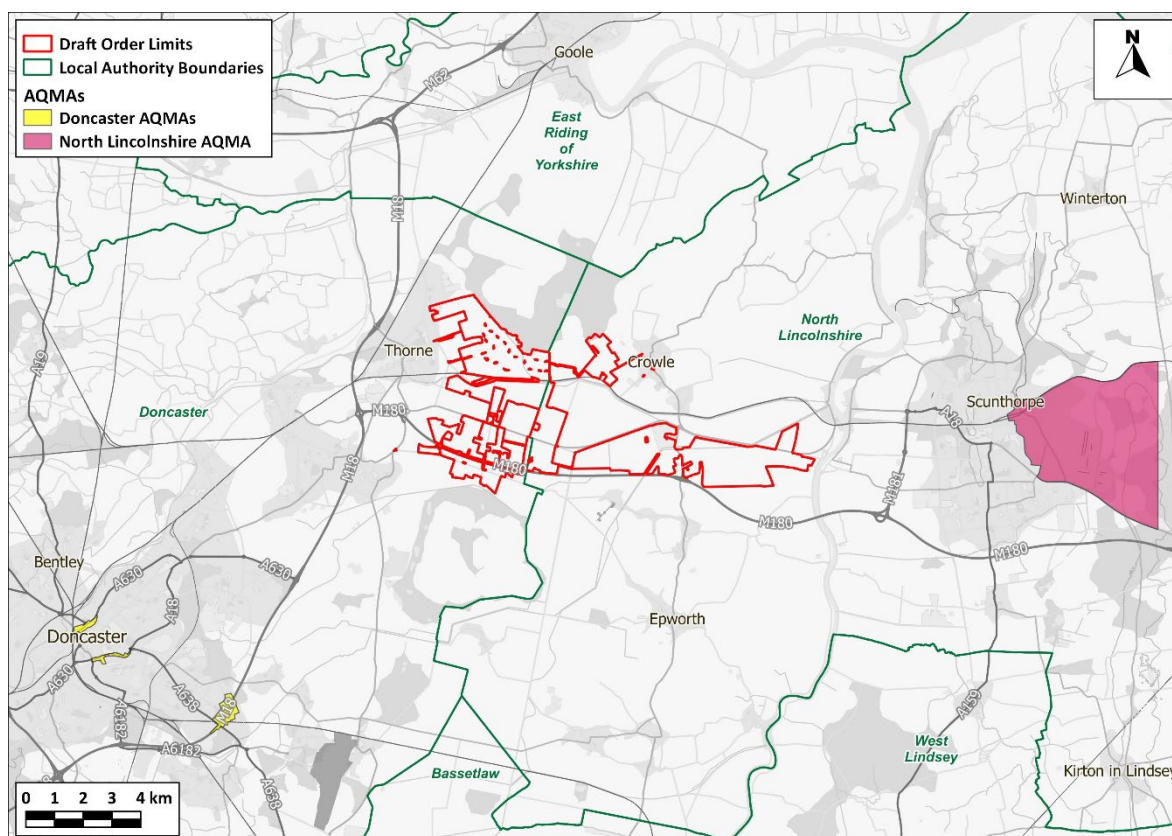 Draft Order Limits
Local Authority Boundaries
AQMAs
Doncaster AQMAs
North Lincolnshire AQMA
N
Goole
M62
East
Riding
of
Yorkshire
Winterton
M18
A19
North
Lincolnshire
Thorne
Crowle
Doncaster
M180
Scunthorpe
A18
M18
M180
M181
M180
M180
Bentley
A630
A630
A18
Doncaster
Epworth
A630
A638
M18
A6182
A6182
A159
West
Lindsey
Bassetlaw
Kirton in Lindsey
A638
0 1 2 3 4 km